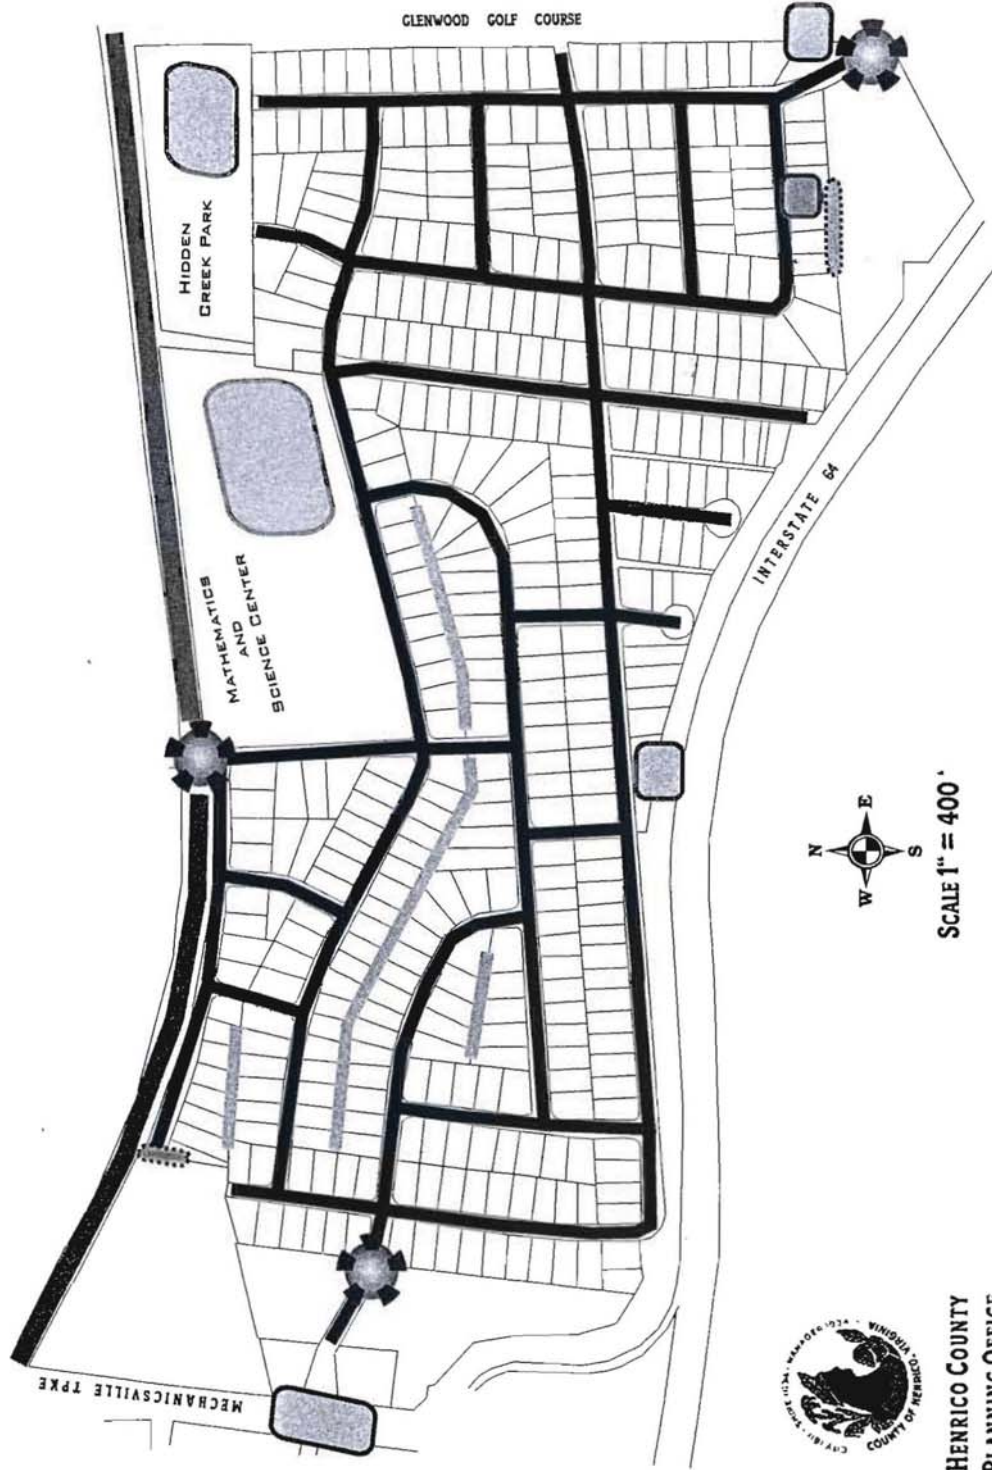 GLENWOOD GOLF COURSE
HIDDEN
CREEK PARK
MATHEMATICS
AND
SCIENCE CENTER
INTERSTATE 64
MECHANICSVILLE TPKE
N
W E
S
SCALE 1" = 400'
COUNTY OF HENRICO, VIRGINIA
HENRICO COUNTY
PLANNING OFFICE